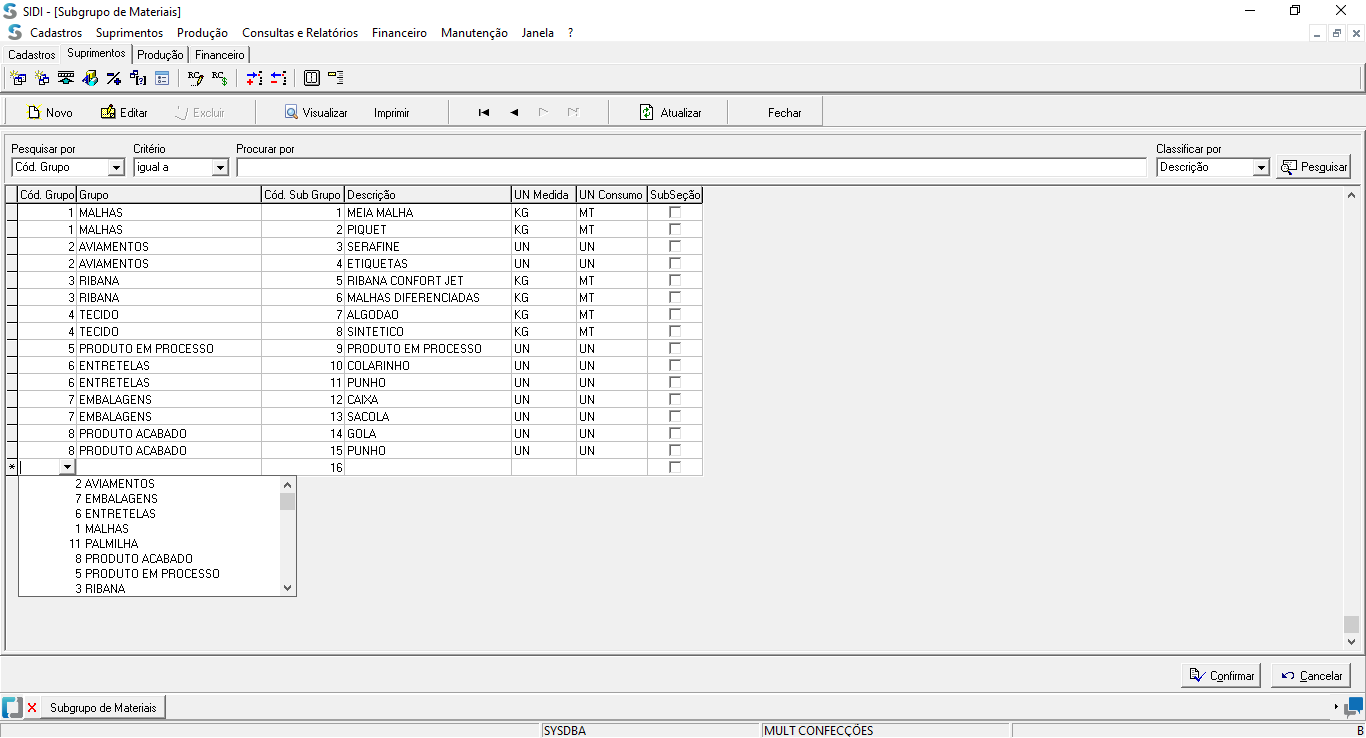 SIDI - [Subgrupo de Materiais]
Cadastros Suprimentos Produção Consultas e Relatórios Financeiro Manutenção Janela ?
Cadastros Suprimentos Produção Financeiro
Novo Editar Excluir Visualizar Imprimir Atualizar Fechar
Pesquisar por Critério Procurar por Classificar por
Cód. Grupo igual a Descrição Pesquisar
Cód. Grupo Grupo Cód. Sub Grupo Descrição UN Medida UN Consumo SubSeção
1 MALHAS 1 MEIA MALHA KG MT
1 MALHAS 2 PIQUET KG MT
2 AVIAMENTOS 3 SERAFINE UN UN
2 AVIAMENTOS 4 ETIQUETAS UN UN
3 RIBANA 5 RIBANA CONFORT JET KG MT
3 RIBANA 6 MALHAS DIFERENCIADAS KG MT
4 TECIDO 7 ALGODAO KG MT
4 TECIDO 8 SINTETICO KG MT
5 PRODUTO EM PROCESSO 9 PRODUTO EM PROCESSO UN UN
6 ENTRETELAS 10 COLARINHO UN UN
6 ENTRETELAS 11 PUNHO UN UN
7 EMBALAGENS 12 CAIXA UN UN
7 EMBALAGENS 13 SACOLA UN UN
8 PRODUTO ACABADO 14 GOLA UN UN
8 PRODUTO ACABADO 15 PUNHO UN UN
* 16
2 AVIAMENTOS
7 EMBALAGENS
6 ENTRETELAS
1 MALHAS
11 PALMILHA
8 PRODUTO ACABADO
5 PRODUTO EM PROCESSO
3 RIBANA
Confirmar Cancelar
Subgrupo de Materiais
SYSDBA MULT CONFECÇÕES B